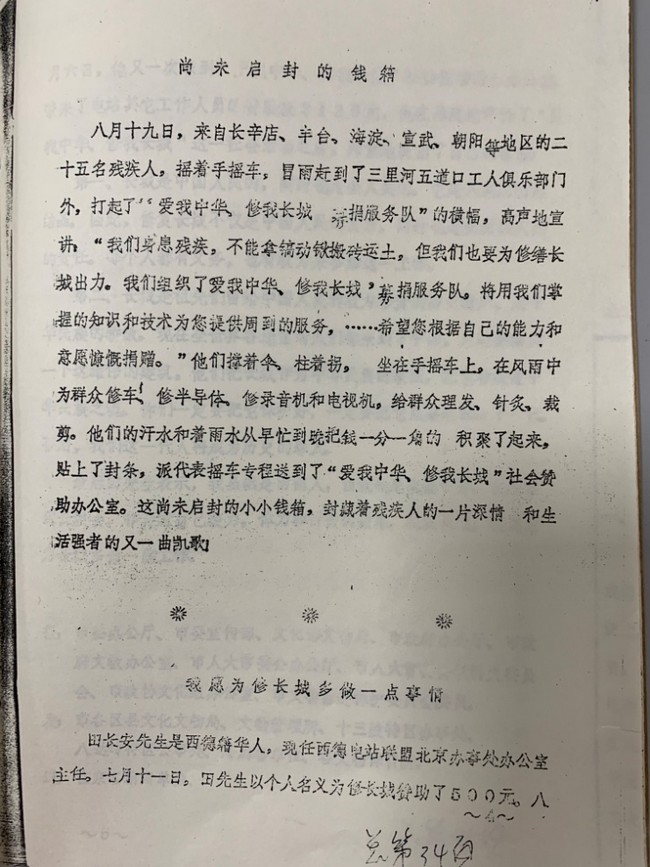 尚未启封的钱箱
八月十九日，来自长辛店、丰台、海淀、宣武、朝阳等地区的二
十五名残疾人，摇着手摇车，冒雨赶到了三里河五道口工人俱乐部门
外，打起了“爱我中华、修我长城 募捐服务队”的横幅，高声地宣
讲：“我们身患残疾，不能拿镐动锹搬砖运土，但我们也要为修缮长
城出力。我们组织了爱我中华、修我长城’募捐服务队。将用我们掌
握的知识和技术为您提供周到的服务，……希望您根据自己的能力和
意愿慷慨捐赠。”他们撑着伞、柱着拐， 坐在手摇车上，在风雨中
为群众修车、修半导体、修录音机和电视机，给群众理发、针灸、裁
剪。他们的汗水和着雨水从早忙到晚把钱一分一角的 积聚了起来，
贴上了封条，派代表摇车专程送到了“爱我中华、修我长城”社会赞
助办公室。这尚未启封的小小钱箱，封藏着残疾人的一片深情 和生
活强者的又一曲凯歌
我愿为修长城多做一点事情
田长安先生是西德籍华人，现任西德电站联盟北京办事处办公室
主任。七月十一日，田先生以个人名义为修长城赞助了500元。八
～4～
总第34页